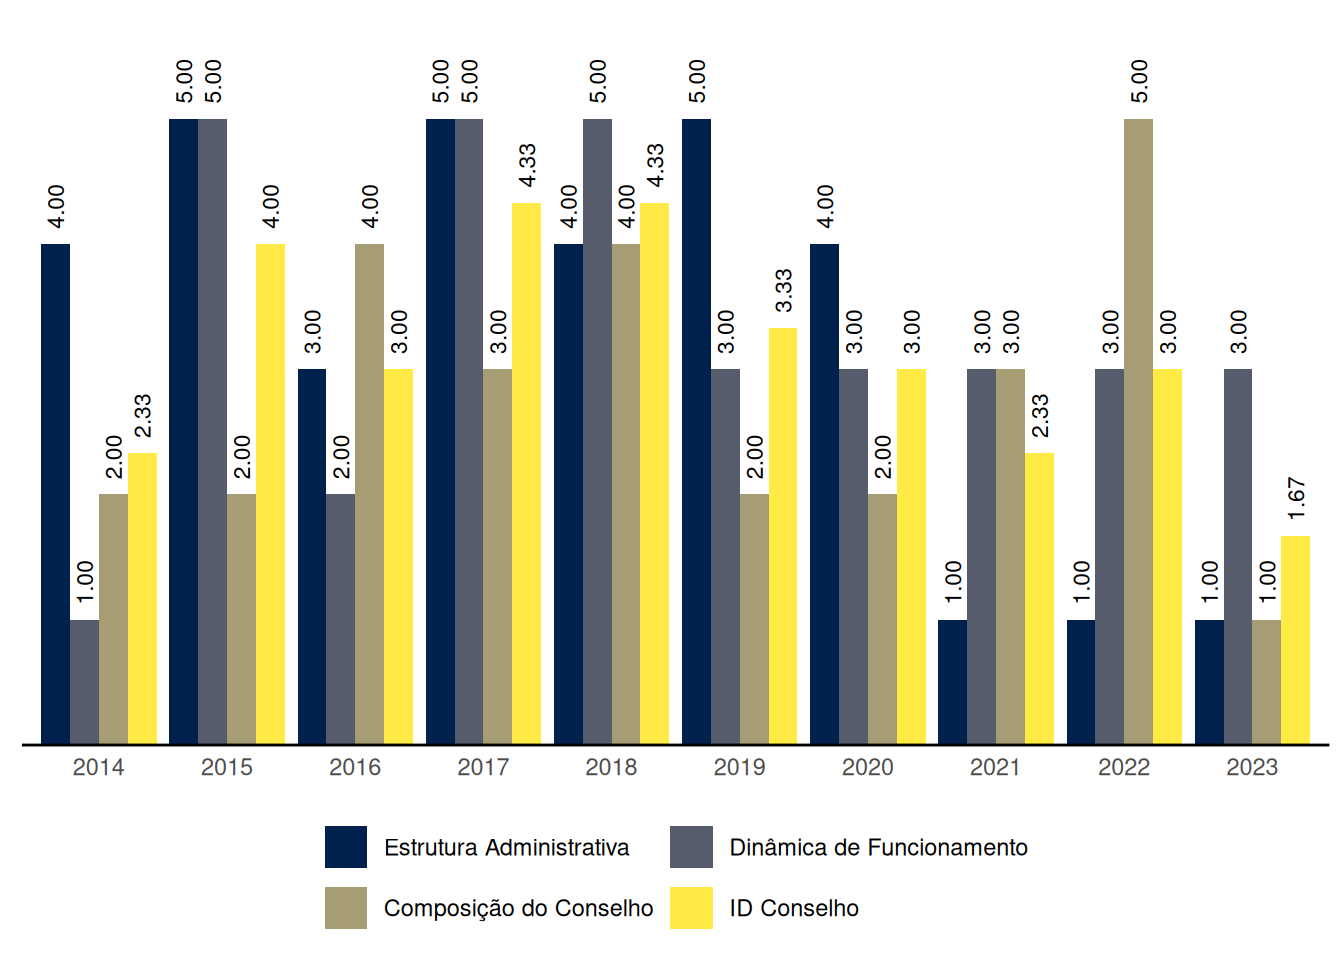 4.00 1.00 2.00 2.33
5.00 5.00 2.00 4.00
3.00 2.00 4.00 3.00
5.00 5.00 3.00 4.33
4.00 5.00 4.00 4.33
5.00 3.00 2.00 3.33
4.00 3.00 2.00 3.00
1.00 3.00 3.00 2.33
1.00 3.00 5.00 3.00
1.00 3.00 1.00 1.67
2014 2015 2016 2017 2018 2019 2020 2021 2022 2023
Estrutura Administrativa Dinâmica de Funcionamento
Composição do Conselho ID Conselho